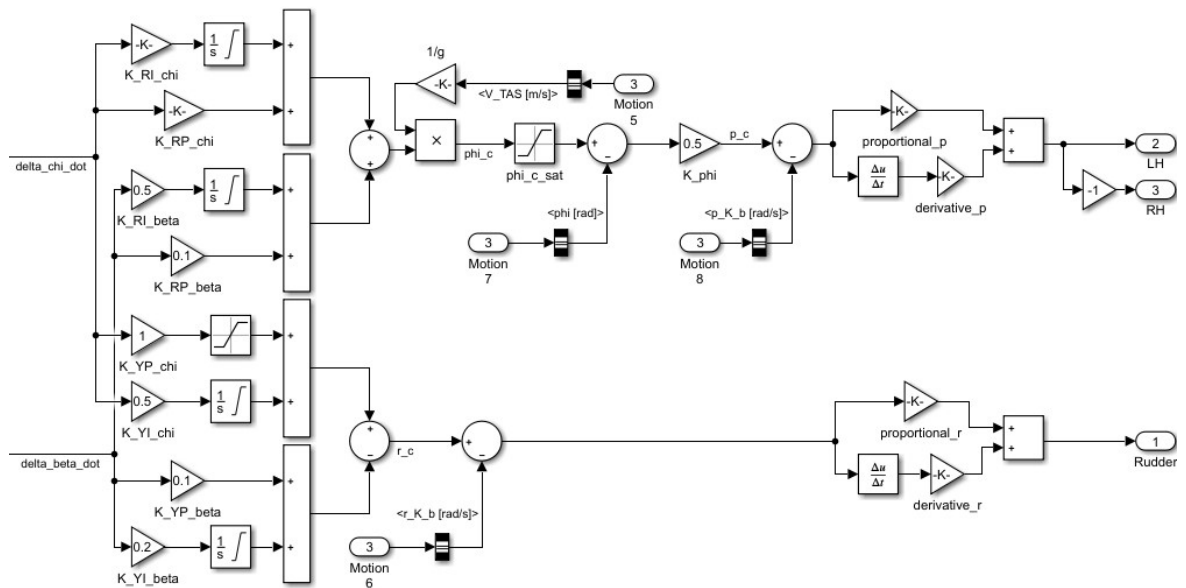 -K-
1
s
K_RI_chi
-K-
K_RP_chi
+
+
delta_chi_dot
0.5
1
s
K_RI_beta
0.1
K_RP_beta
+
+
1
K_YP_chi
0.5
1
s
K_YI_chi
+
+
delta_beta_dot
0.1
K_YP_beta
0.2
1
s
K_YI_beta
+
+
1/g
-K-
<V_TAS [m/s]>
3
Motion
5
+
+
×
phi_c
phi_c_sat
+
−
<phi [rad]>
3
Motion
7
0.5
K_phi
p_c
+
−
<p_K_b [rad/s]>
3
Motion
8
-K-
proportional_p
Δu
Δt
-K-
derivative_p
+
+
2
LH
-1
3
RH
+
−
r_c
+
−
<r_K_b [rad/s]>
3
Motion
6
-K-
proportional_r
Δu
Δt
-K-
derivative_r
+
+
1
Rudder